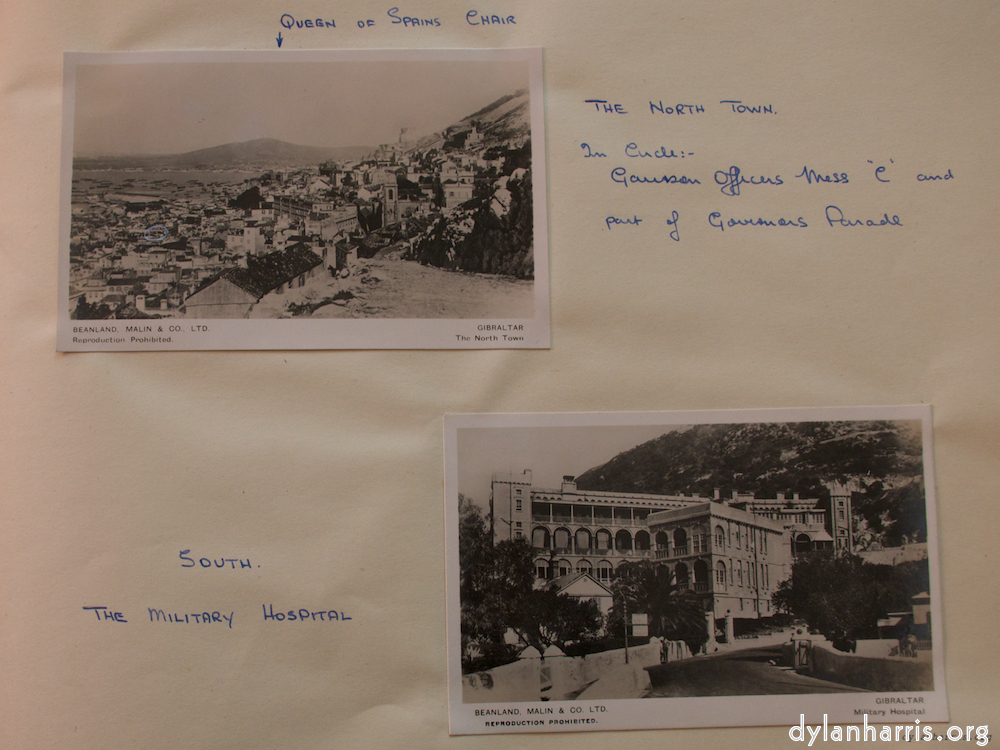 QUEEN OF SPAINS CHAIR
BEANLAND, MALIN & CO., LTD.
Reproduction Prohibited.
GIBRALTAR
The North Town
THE NORTH TOWN.
In Circle:-
Garrison Officers Mess "C" and
part of Governors Parade
SOUTH.
THE MILITARY HOSPITAL
BEANLAND, MALIN & CO. LTD.
REPRODUCTION PROHIBITED.
GIBRALTAR
Military Hospital
dylanharris.org